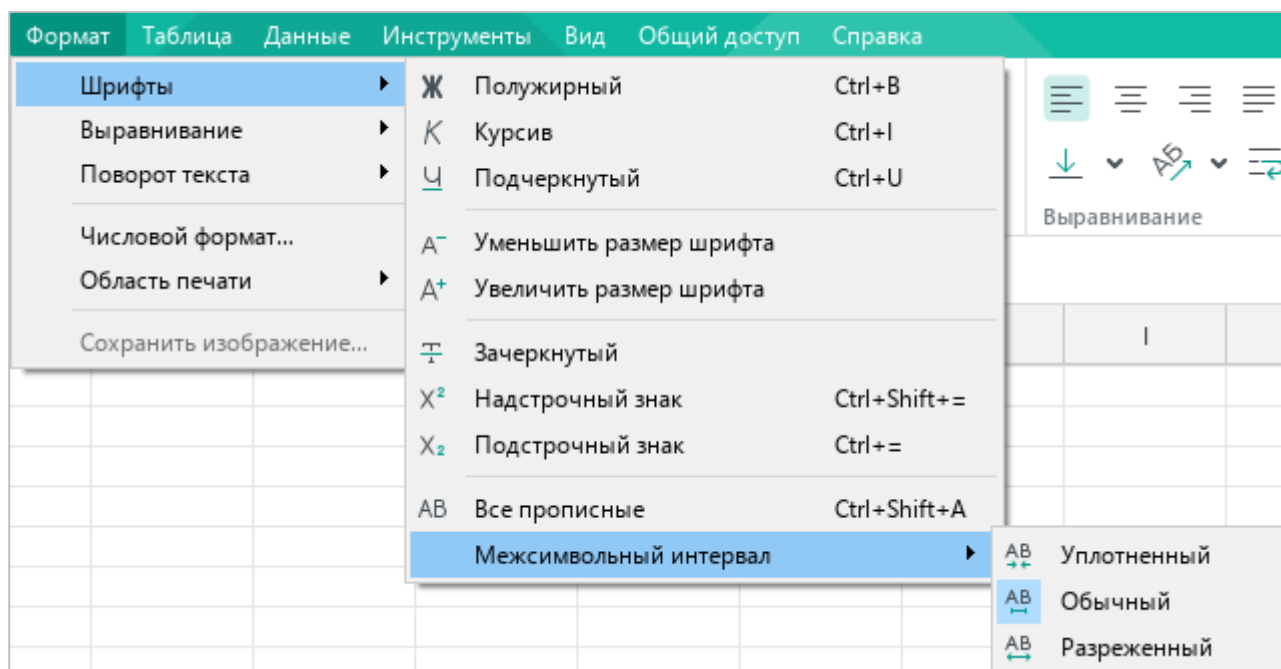 Формат Таблица Данные Инструменты Вид Общий доступ Справка
Шрифты
Выравнивание
Поворот текста
Числовой формат...
Область печати
Сохранить изображение...
Ж Полужирный Ctrl+B
К Курсив Ctrl+I
Ч Подчеркнутый Ctrl+U
A⁻ Уменьшить размер шрифта
A⁺ Увеличить размер шрифта
Т Зачеркнутый
X² Надстрочный знак Ctrl+Shift+=
X₂ Подстрочный знак Ctrl+=
AB Все прописные Ctrl+Shift+A
Межсимвольный интервал
AB Уплотненный
AB Обычный
AB Разреженный
АБ
Выравнивание
I